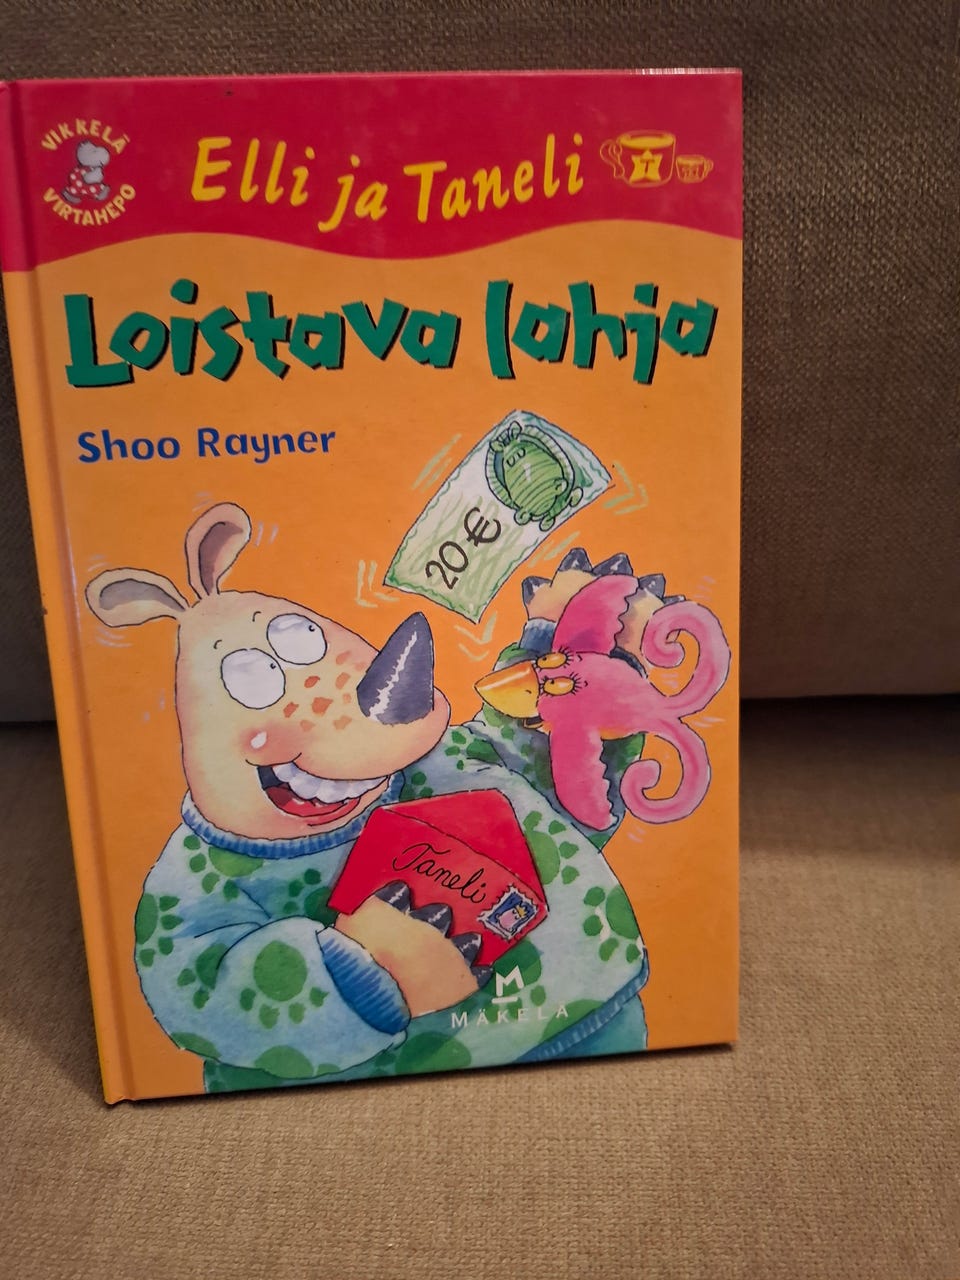 VIKKELÄ
VIRTAHEPO
Elli ja Taneli
Loistava lahja
Shoo Rayner
20 €
Taneli
M
MÄKELÄ